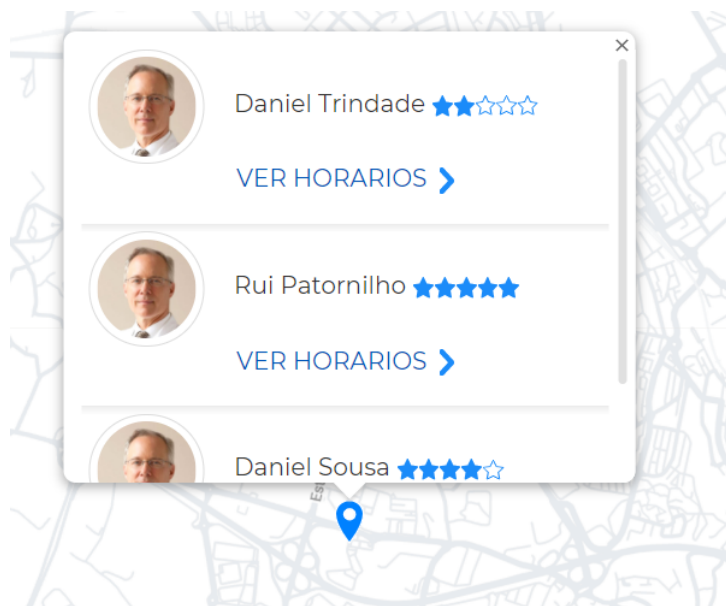 Daniel Trindade
VER HORARIOS
Rui Patornilho
VER HORARIOS
Daniel Sousa